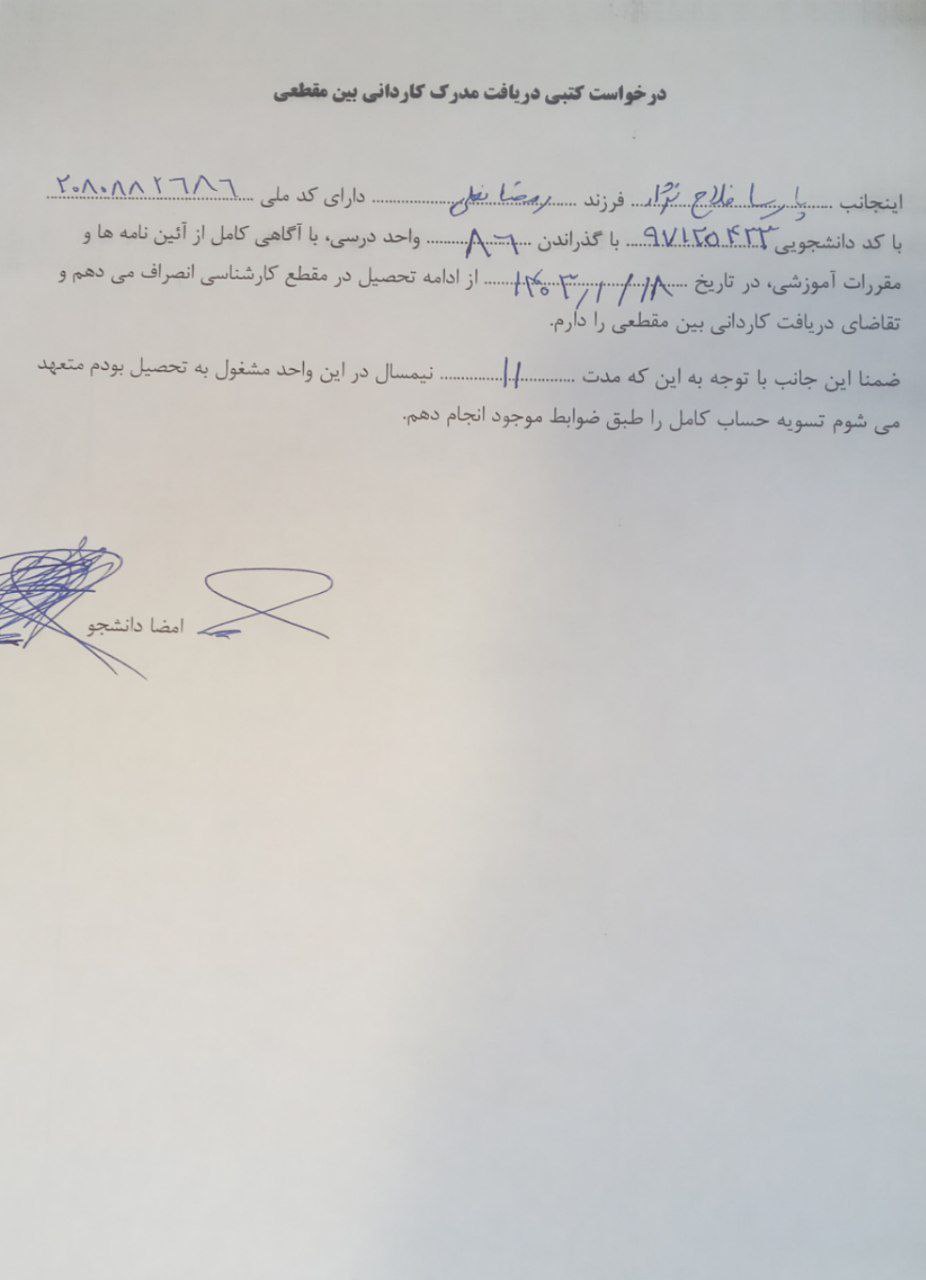 درخواست کتبی دریافت مدرک کاردانی بین مقطعی
اینجانب پارسا فلاح نژاد فرزند دارای کد ملی ۲۰۸۰۸۸۲۶۸۶
با کد دانشجویی ۹۷۱۲۵۴۲۳ با گذراندن ۸۶ واحد درسی، با آگاهی کامل از آئین نامه ها و
مقررات آموزشی، در تاریخ ۱۴۰۳/۱/۱۸ از ادامه تحصیل در مقطع کارشناسی انصراف می دهم و
تقاضای دریافت کاردانی بین مقطعی را دارم.
ضمنا این جانب با توجه به این که مدت ۱۱ نیمسال در این واحد مشغول به تحصیل بودم متعهد
می شوم تسویه حساب کامل را طبق ضوابط موجود انجام دهم.
امضا دانشجو